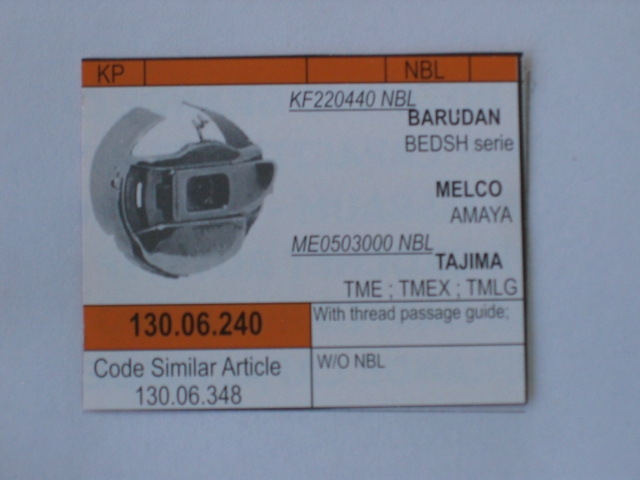 KP NBL
KF220440 NBL
BARUDAN
BEDSH serie
MELCO
AMAYA
ME0503000 NBL
TAJIMA
TME ; TMEX ; TMLG
130.06.240
With thread passage guide;
Code Similar Article
130.06.348
W/O NBL